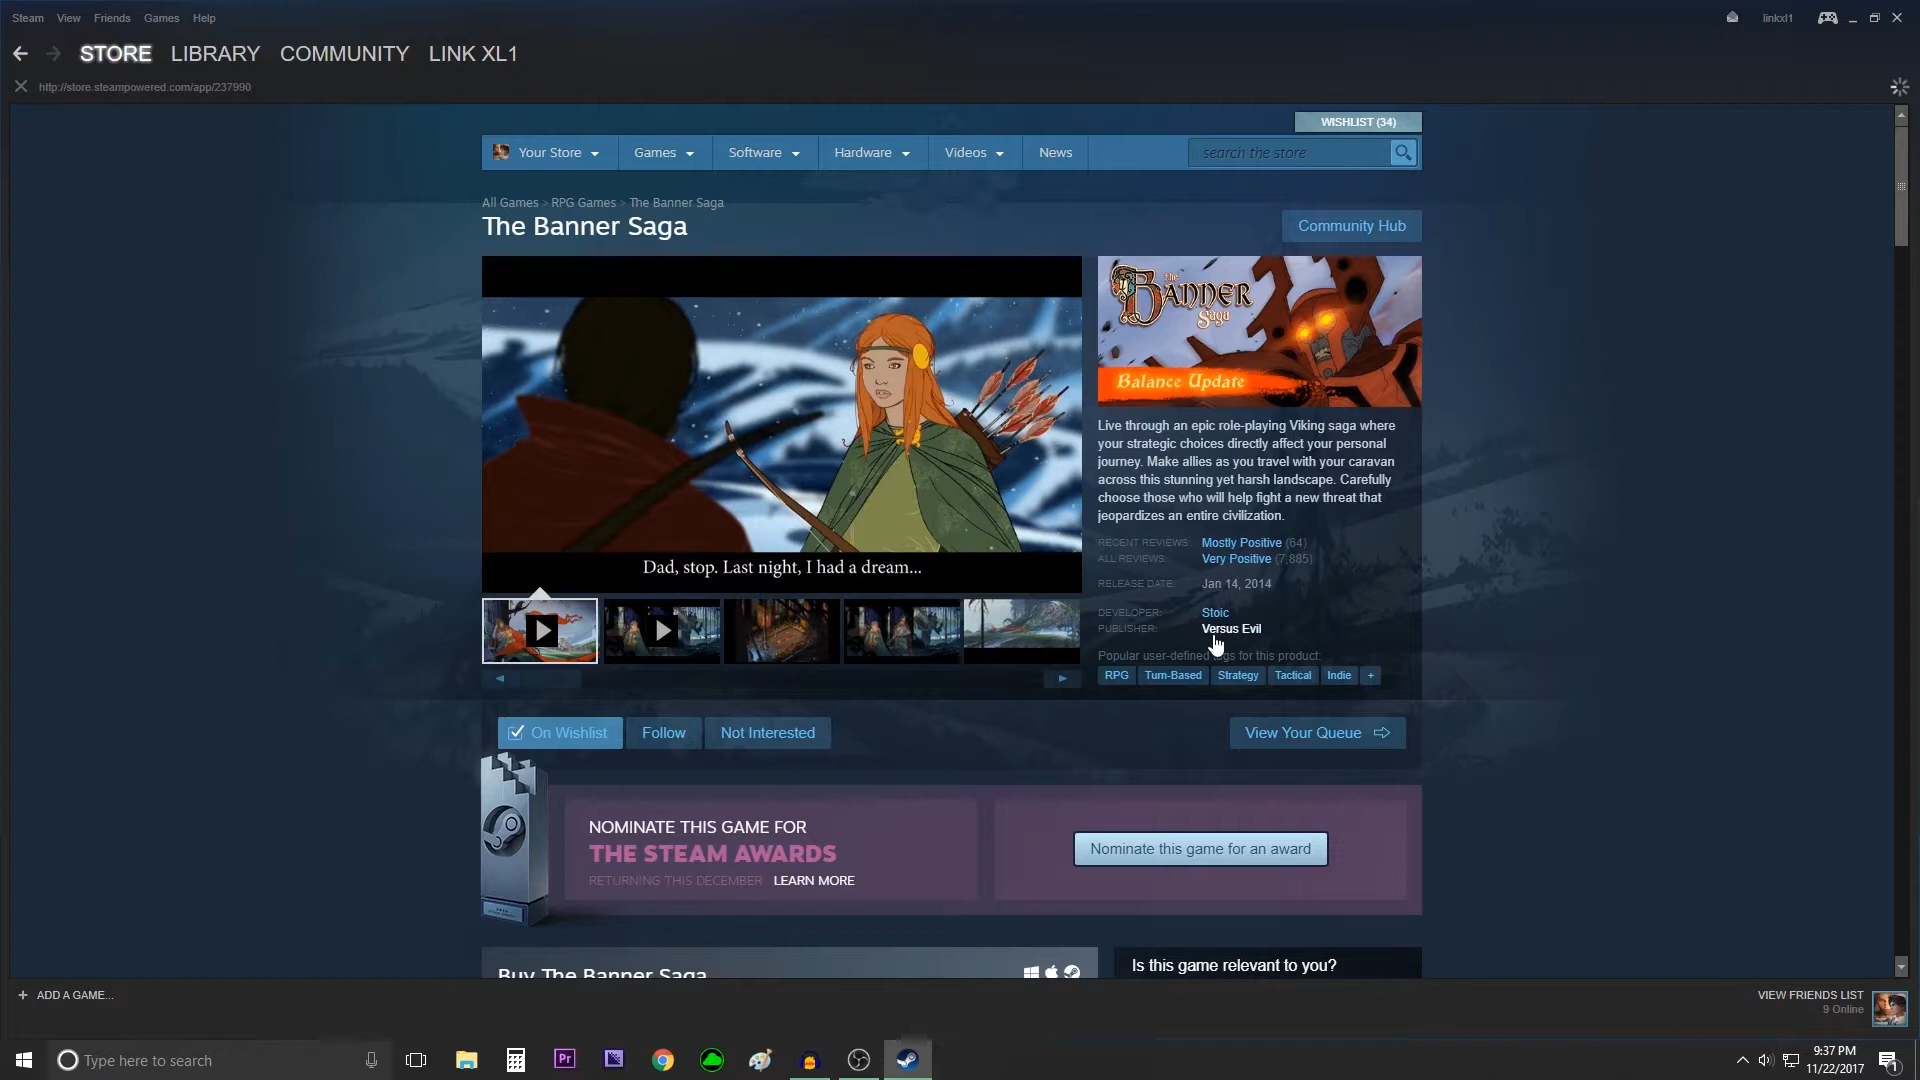 Steam View Friends Games Help
linkxl1
STORE LIBRARY COMMUNITY LINK XL1
http://store.steampowered.com/app/237990
WISHLIST (34)
Your Store Games Software Hardware Videos News
search the store
All Games > RPG Games > The Banner Saga
The Banner Saga
Community Hub
the
BANNER
Saga
Balance Update
Live through an epic role-playing Viking saga where
your strategic choices directly affect your personal
journey. Make allies as you travel with your caravan
across this stunning yet harsh landscape. Carefully
choose those who will help fight a new threat that
jeopardizes an entire civilization.
RECENT REVIEWS: Mostly Positive (64)
ALL REVIEWS: Very Positive (7,885)
RELEASE DATE: Jan 14, 2014
DEVELOPER: Stoic
PUBLISHER: Versus Evil
Popular user-defined tags for this product:
RPG Turn-Based Strategy Tactical Indie +
Dad, stop. Last night, I had a dream...
On Wishlist Follow Not Interested
View Your Queue
NOMINATE THIS GAME FOR
THE STEAM AWARDS
RETURNING THIS DECEMBER LEARN MORE
Nominate this game for an award
Buy The Banner Saga
Is this game relevant to you?
+ ADD A GAME...
VIEW FRIENDS LIST
9 Online
Type here to search
Pr
9:37 PM
11/22/2017
1